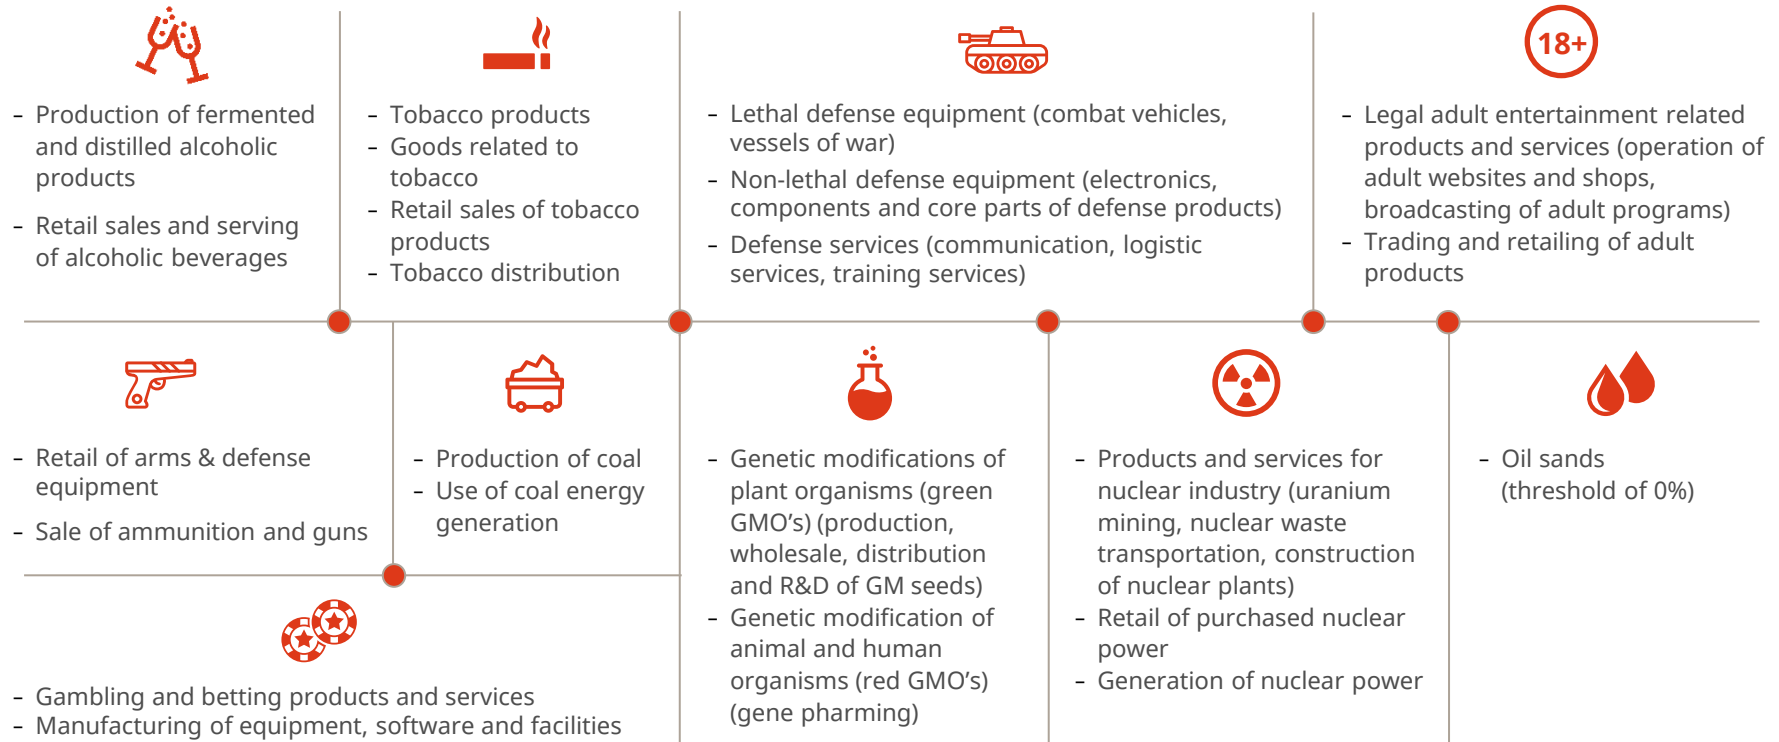 – Production of fermented
and distilled alcoholic
products
– Retail sales and serving
of alcoholic beverages
– Tobacco products
– Goods related to
tobacco
– Retail sales of tobacco
products
– Tobacco distribution
– Lethal defense equipment (combat vehicles,
vessels of war)
– Non-lethal defense equipment (electronics,
components and core parts of defense products)
– Defense services (communication, logistic
services, training services)
18+
– Legal adult entertainment related
products and services (operation of
adult websites and shops,
broadcasting of adult programs)
– Trading and retailing of adult
products
– Retail of arms & defense
equipment
– Sale of ammunition and guns
– Production of coal
– Use of coal energy
generation
– Genetic modifications of
plant organisms (green
GMO’s) (production,
wholesale, distribution
and R&D of GM seeds)
– Genetic modification of
animal and human
organisms (red GMO’s)
(gene pharming)
– Products and services for
nuclear industry (uranium
mining, nuclear waste
transportation, construction
of nuclear plants)
– Retail of purchased nuclear
power
– Generation of nuclear power
– Oil sands
(threshold of 0%)
– Gambling and betting products and services
– Manufacturing of equipment, software and facilities